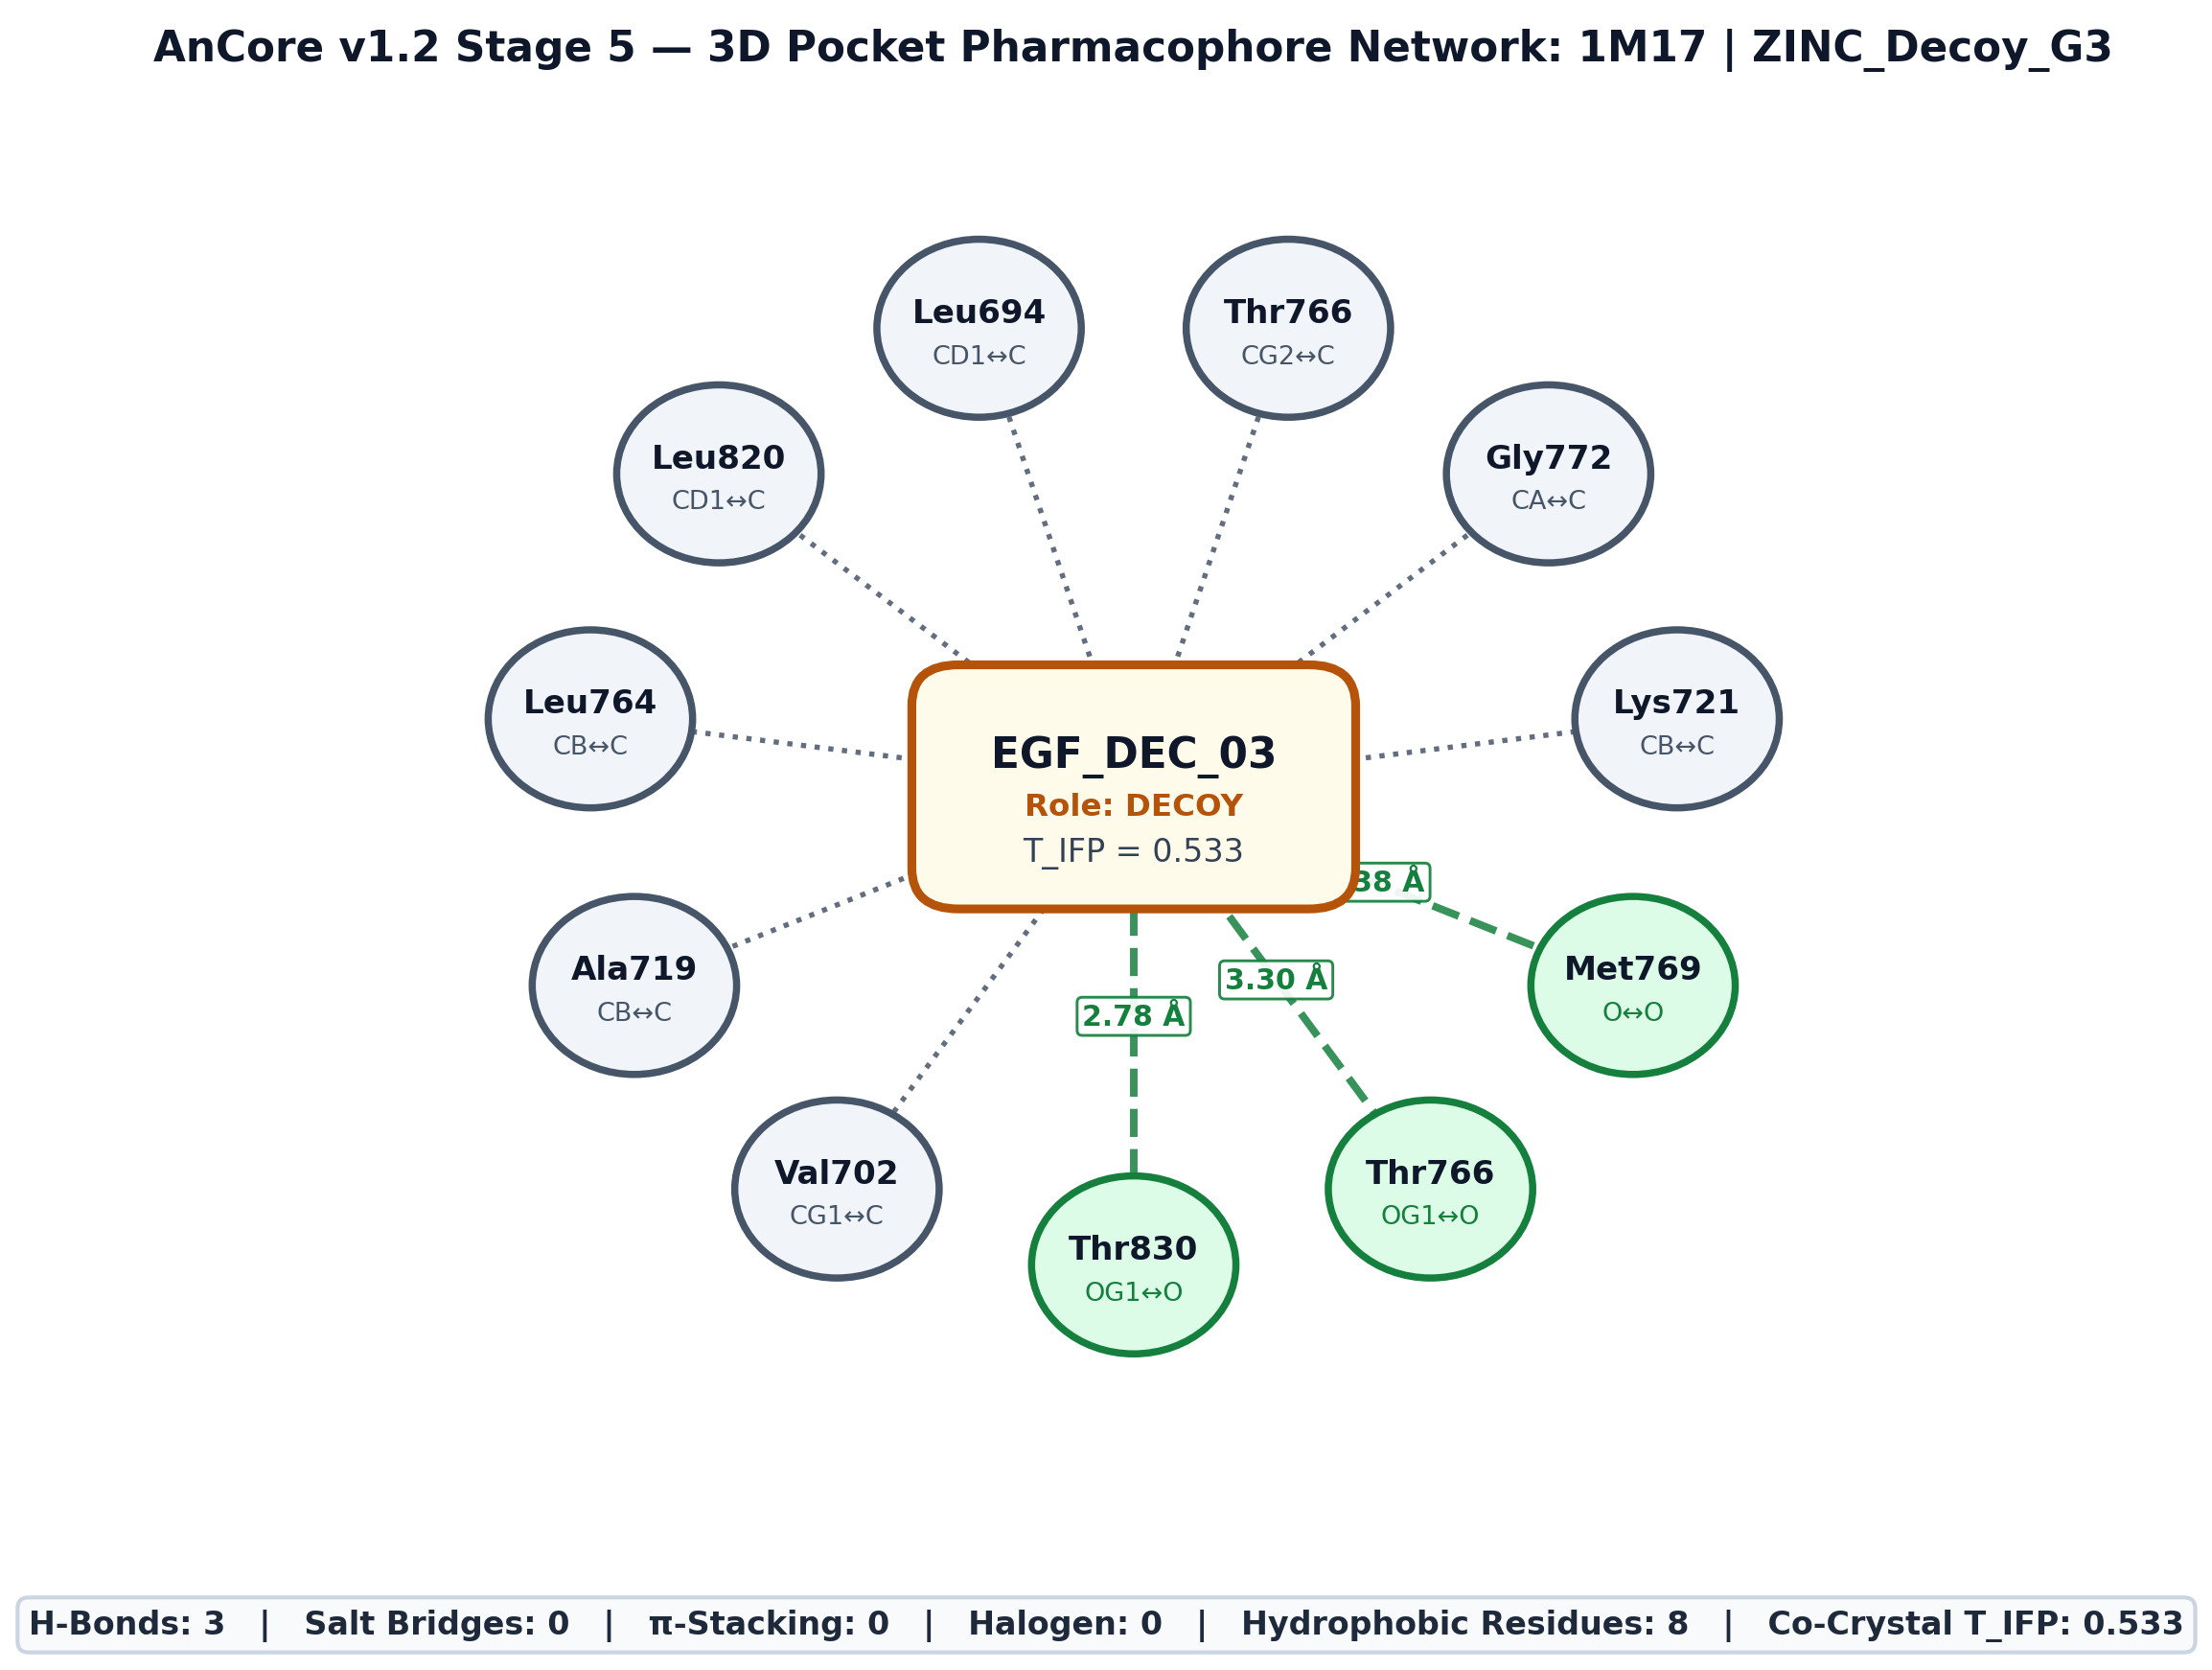 AnCore v1.2 Stage 5 — 3D Pocket Pharmacophore Network: 1M17 | ZINC_Decoy_G3
Leu694
CD1↔C
Thr766
CG2↔C
Leu820
CD1↔C
Gly772
CA↔C
Leu764
CB↔C
Lys721
CB↔C
EGF_DEC_03
Role: DECOY
T_IFP = 0.533
38 Å
Ala719
CB↔C
Met769
O↔O
3.30 Å
2.78 Å
Val702
CG1↔C
Thr766
OG1↔O
Thr830
OG1↔O
H-Bonds: 3 | Salt Bridges: 0 | π-Stacking: 0 | Halogen: 0 | Hydrophobic Residues: 8 | Co-Crystal T_IFP: 0.533